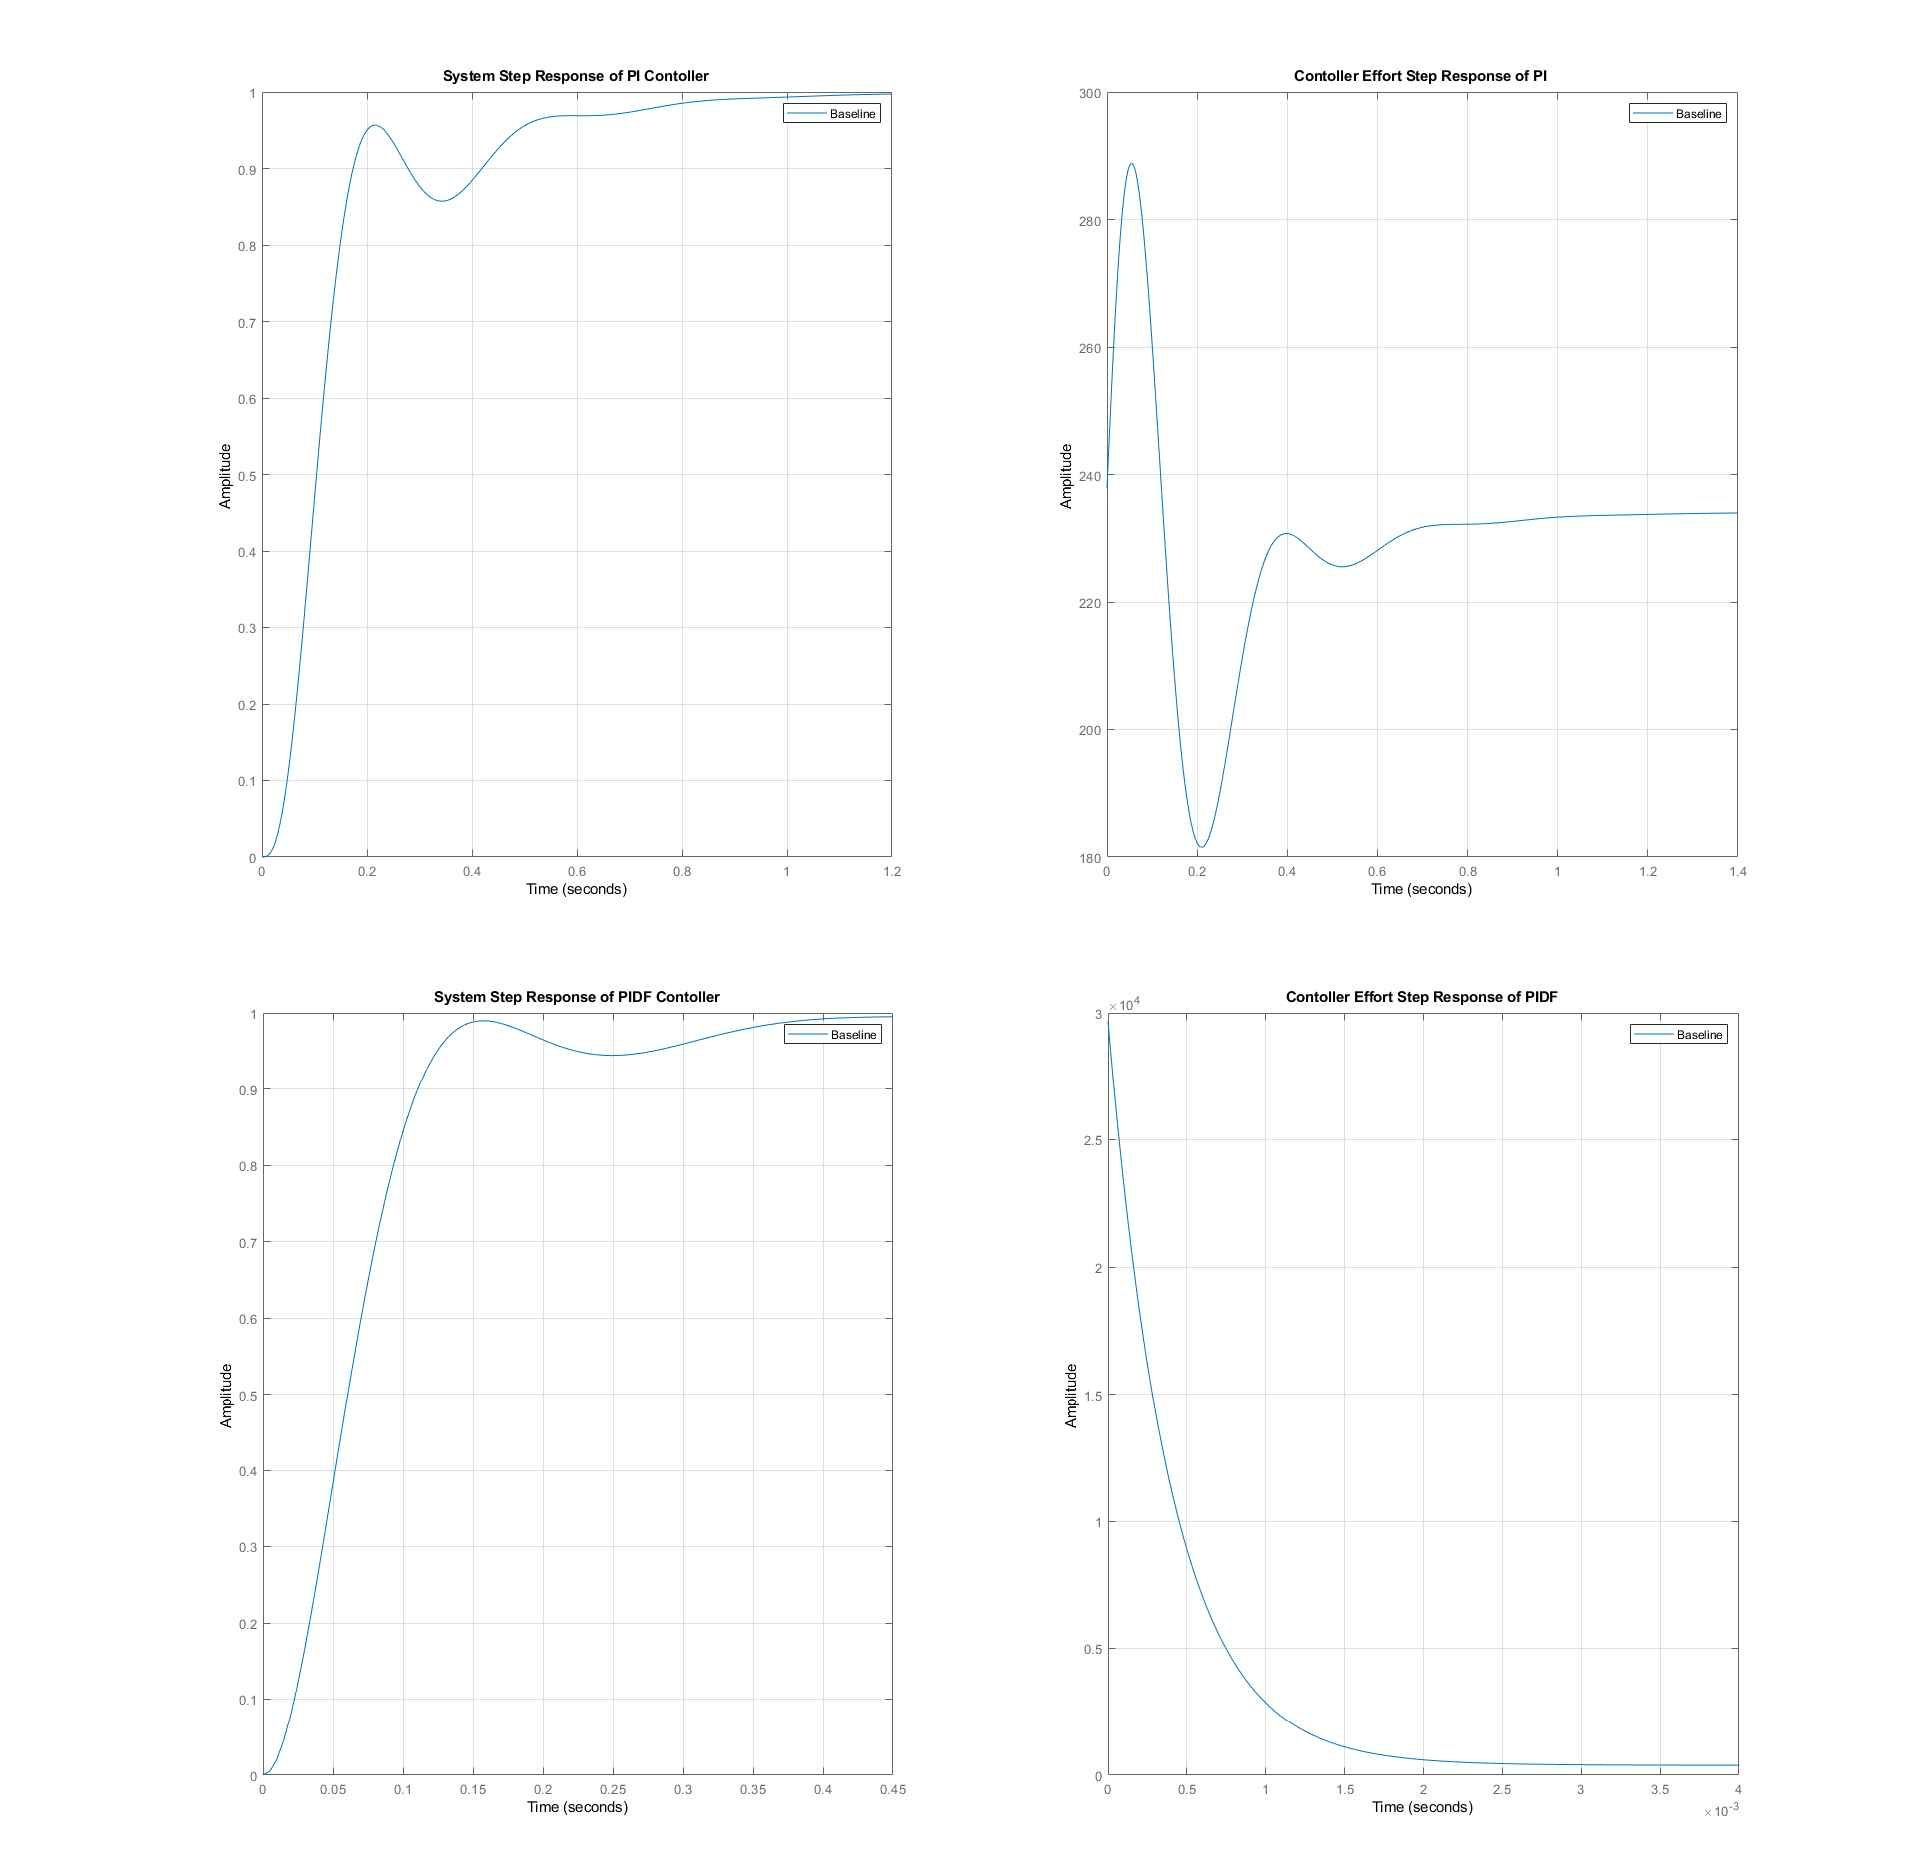 System Step Response of PI Contoller
1
0.9
0.8
0.7
0.6
0.5
0.4
0.3
0.2
0.1
0
Amplitude
Baseline
0 0.2 0.4 0.6 0.8 1 1.2
Time (seconds)
Contoller Effort Step Response of PI
300
280
260
240
220
200
180
Amplitude
Baseline
0 0.2 0.4 0.6 0.8 1 1.2 1.4
Time (seconds)
System Step Response of PIDF Contoller
1
0.9
0.8
0.7
0.6
0.5
0.4
0.3
0.2
0.1
0
Amplitude
Baseline
0 0.05 0.1 0.15 0.2 0.25 0.3 0.35 0.4 0.45
Time (seconds)
Contoller Effort Step Response of PIDF
×10⁴
3
2.5
2
1.5
1
0.5
0
Amplitude
Baseline
0 0.5 1 1.5 2 2.5 3 3.5 4
Time (seconds)
×10⁻³